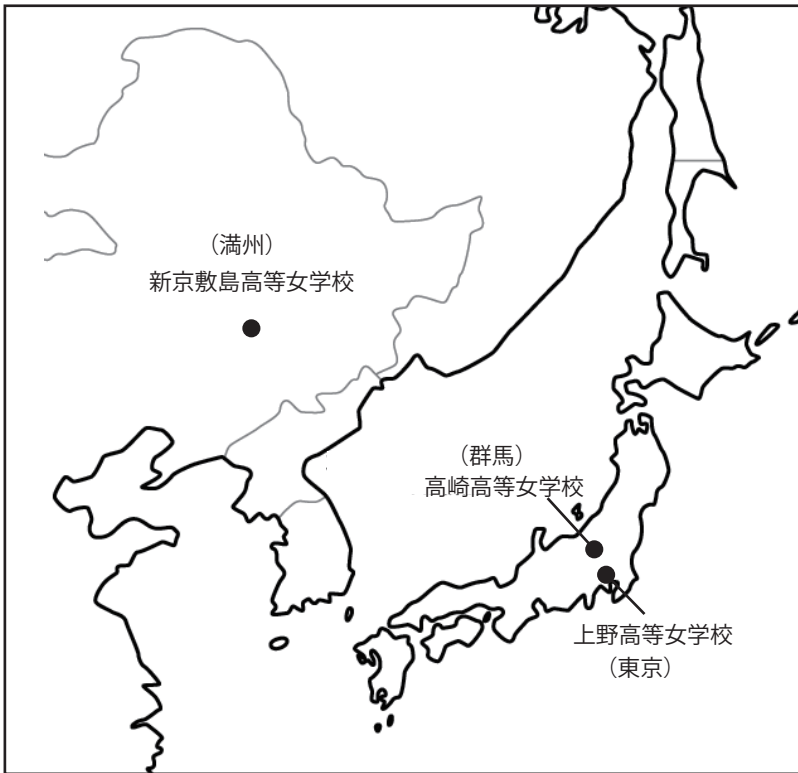 （満州）
新京敷島高等女学校
（群馬）
高崎高等女学校
上野高等女学校
（東京）